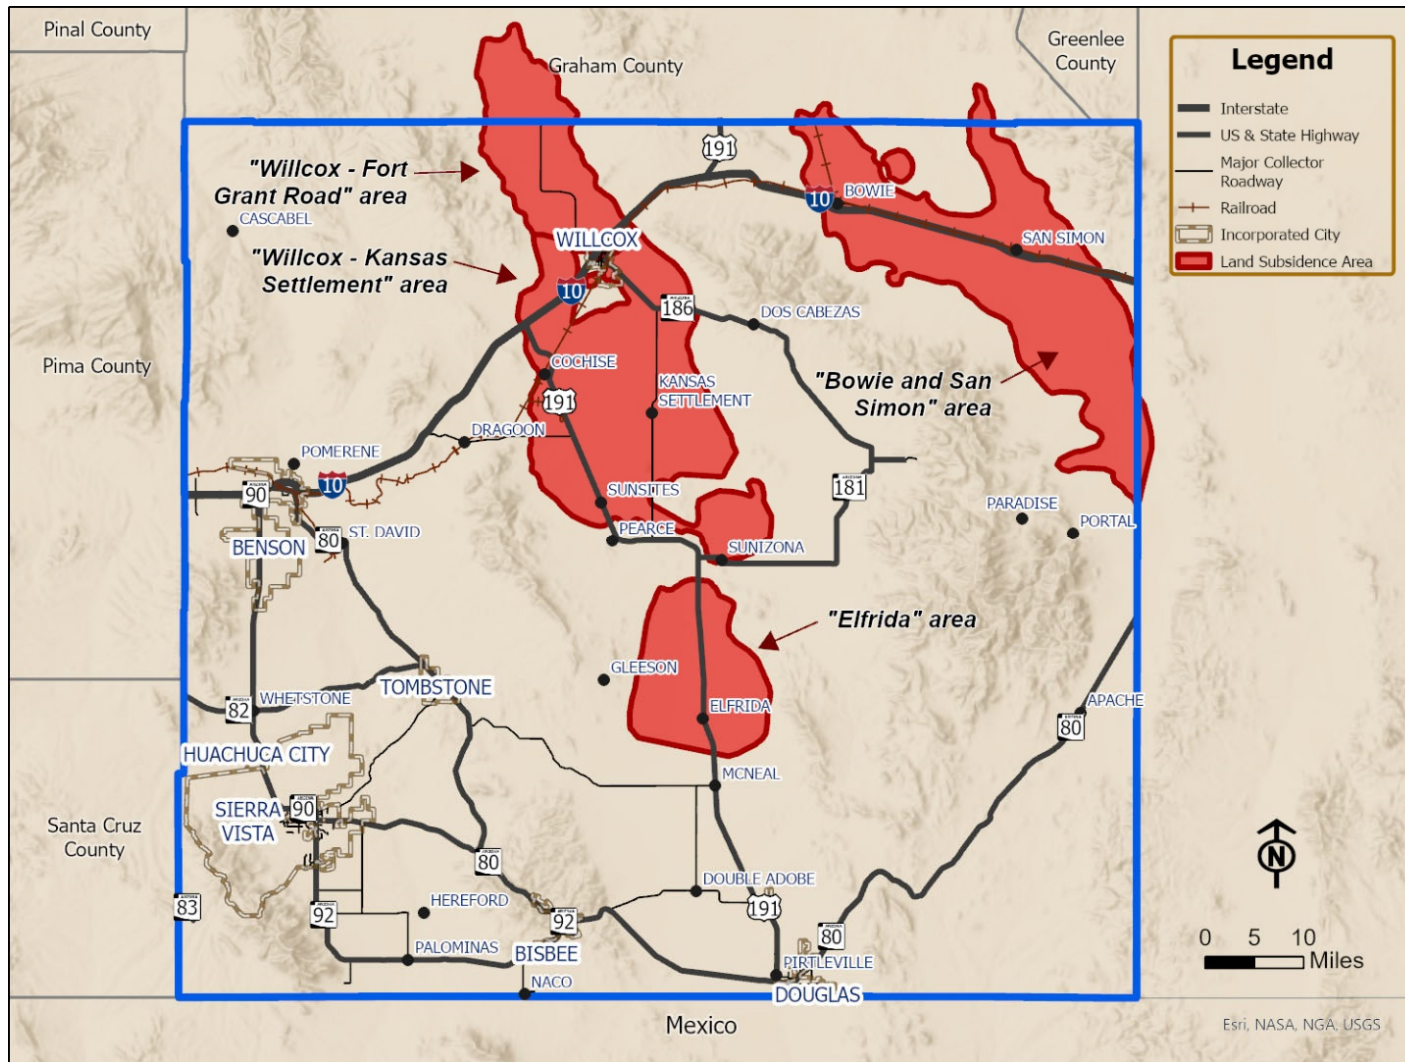 Pinal County
Graham County
Greenlee
County
Legend
Interstate
US & State Highway
Major Collector
Roadway
Railroad
Incorporated City
Land Subsidence Area
191
"Willcox - Fort
Grant Road" area
CASCABEL
10
BOWIE
WILLCOX
SAN SIMON
"Willcox - Kansas
Settlement" area
10
186
DOS CABEZAS
Pima County
COCHISE
KANSAS
SETTLEMENT
"Bowie and San
Simon" area
191
DRAGOON
POMERENE
10
90
181
SUNSITES
PARADISE
PORTAL
PEARCE
80
ST. DAVID
BENSON
SUNIZONA
"Elfrida" area
GLEESON
TOMBSTONE
WHETSTONE
82
ELFRIDA
APACHE
80
HUACHUCA CITY
MCNEAL
SIERRA
VISTA
90
Santa Cruz
County
80
DOUBLE ADOBE
83
92
HEREFORD
92
191
80
PALOMINAS
BISBEE
PIRTLEVILLE
NACO
DOUGLAS
N
0 5 10
Miles
Mexico
Esri, NASA, NGA, USGS